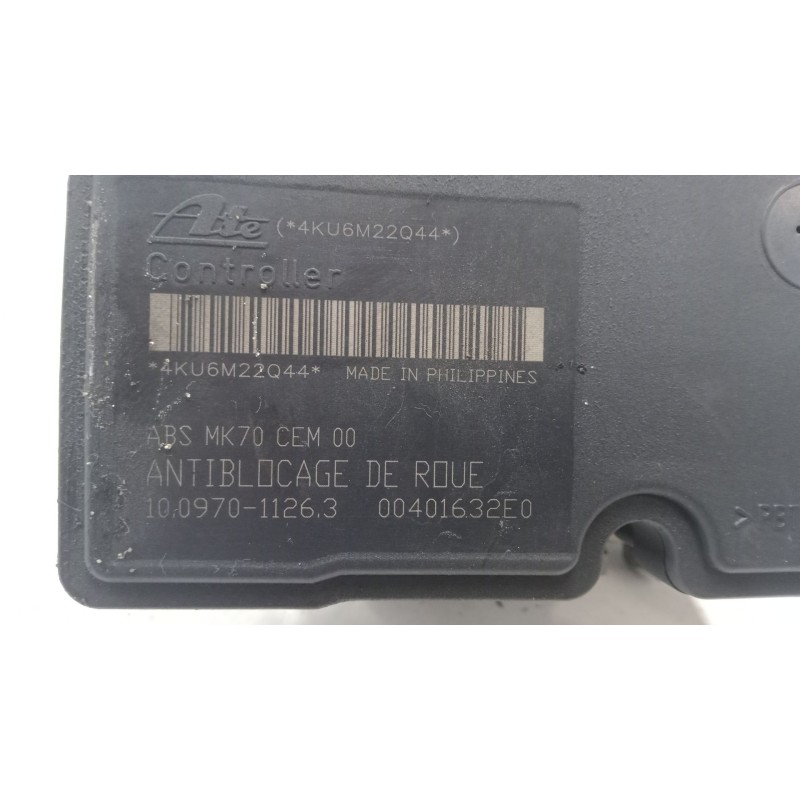 Ate (*4KU6M22Q44*)
Controller
*4KU6M22Q44* MADE IN PHILIPPINES
ABS MK70 CEM 00
ANTIBLOCAGE DE ROUE
10.0970-1126.3 00401632E0